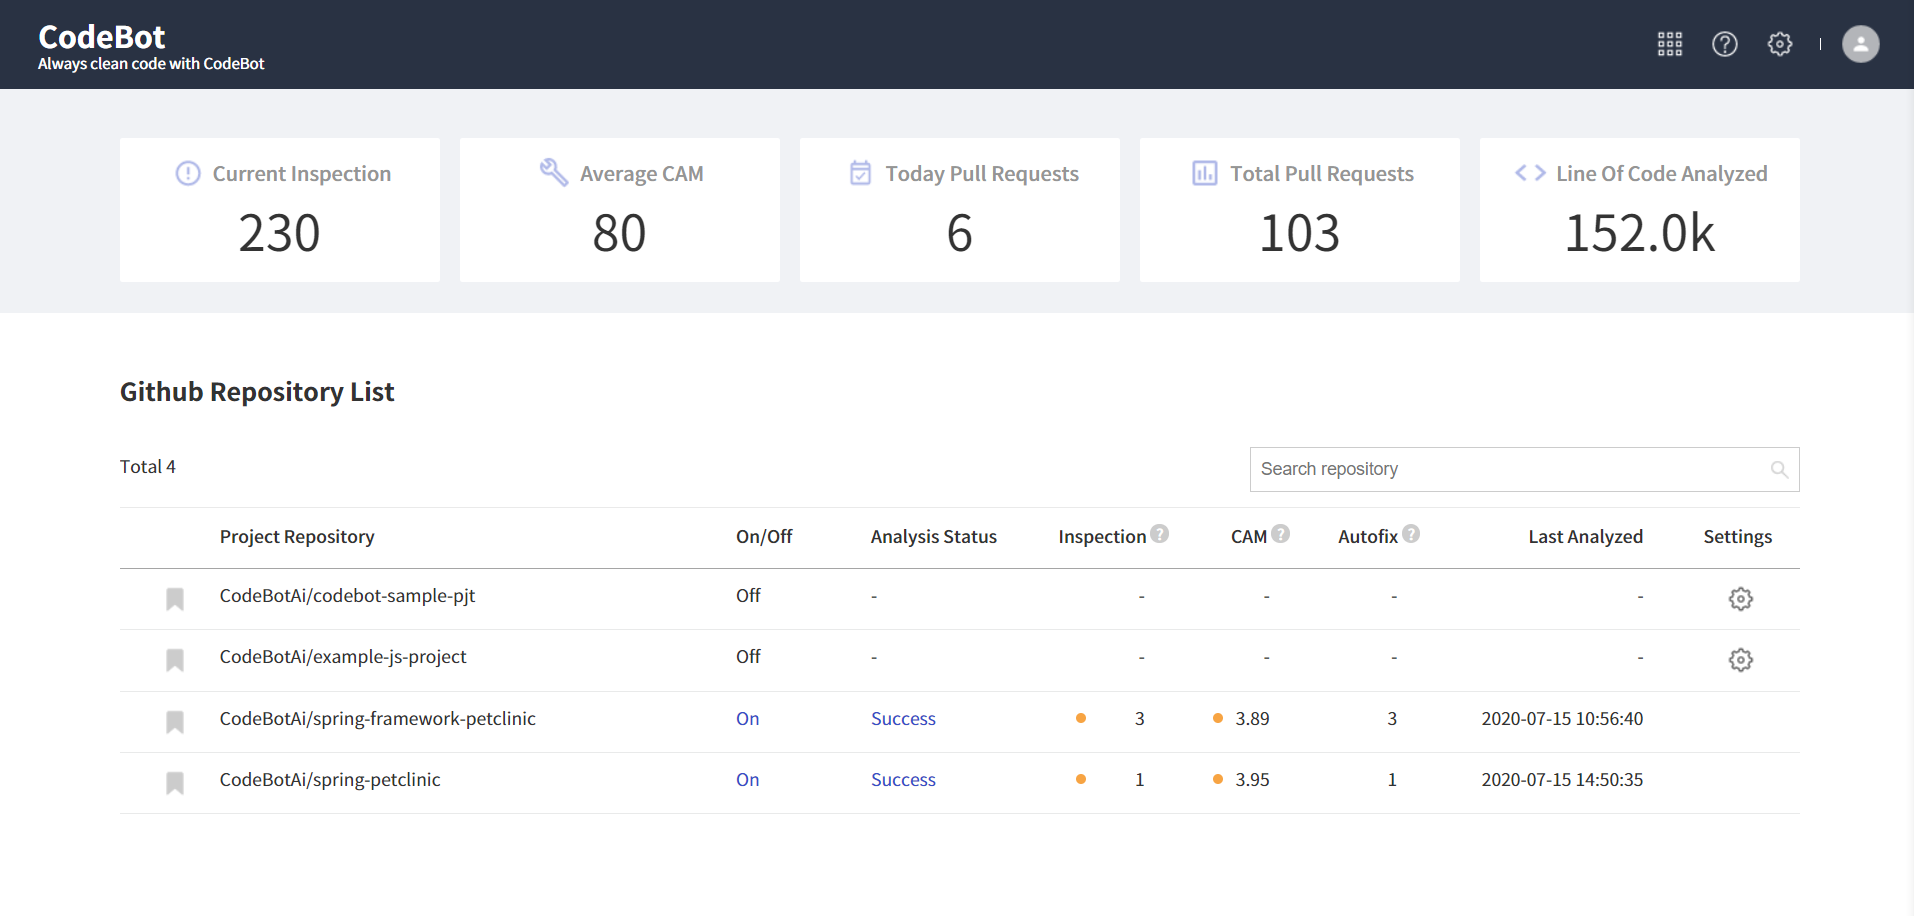 CodeBot
Always clean code with CodeBot
Current Inspection
230
Average CAM
80
Today Pull Requests
6
Total Pull Requests
103
Line Of Code Analyzed
152.0k
Github Repository List
Total 4
Search repository
Project Repository On/Off Analysis Status Inspection ? CAM ? Autofix ? Last Analyzed Settings
CodeBotAi/codebot-sample-pjt Off - - - - -
CodeBotAi/example-js-project Off - - - - -
CodeBotAi/spring-framework-petclinic On Success 3 3.89 3 2020-07-15 10:56:40
CodeBotAi/spring-petclinic On Success 1 3.95 1 2020-07-15 14:50:35